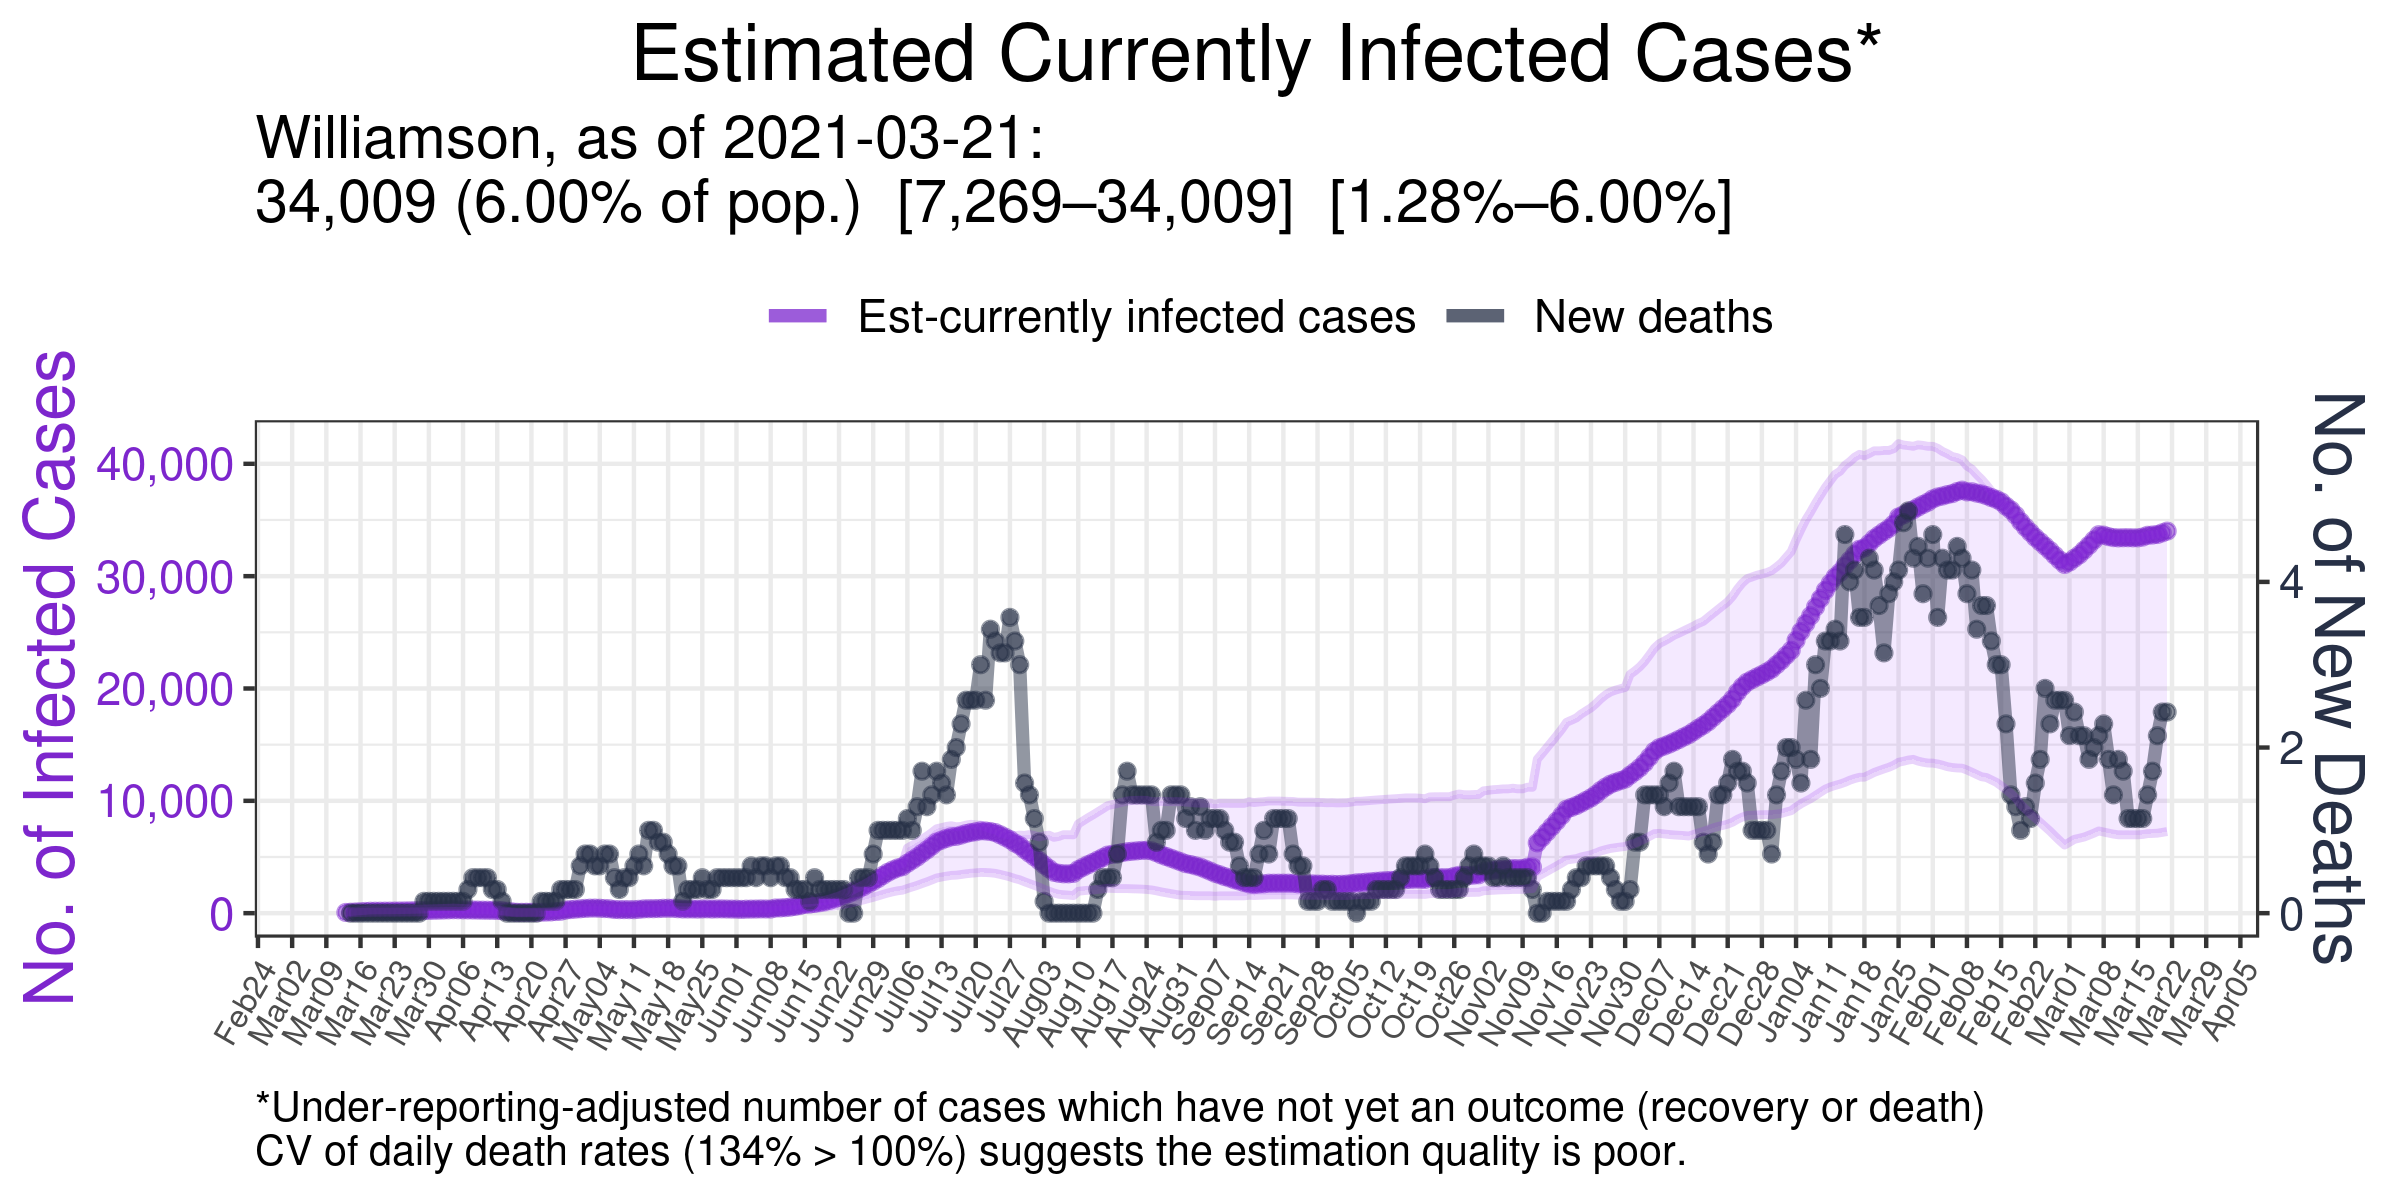 Estimated Currently Infected Cases*
Williamson, as of 2021-03-21:
34,009 (6.00% of pop.)  [7,269–34,009]  [1.28%–6.00%]
Est-currently infected cases
New deaths
No. of Infected Cases
40,000
30,000
20,000
10,000
0
No. of New Deaths
4
2
0
Feb24
Mar02
Mar09
Mar16
Mar23
Mar30
Apr06
Apr13
Apr20
Apr27
May04
May11
May18
May25
Jun01
Jun08
Jun15
Jun22
Jun29
Jul06
Jul13
Jul20
Jul27
Aug03
Aug10
Aug17
Aug24
Aug31
Sep07
Sep14
Sep21
Sep28
Oct05
Oct12
Oct19
Oct26
Nov02
Nov09
Nov16
Nov23
Nov30
Dec07
Dec14
Dec21
Dec28
Jan04
Jan11
Jan18
Jan25
Feb01
Feb08
Feb15
Feb22
Mar01
Mar08
Mar15
Mar22
Mar29
Apr05
*Under-reporting-adjusted number of cases which have not yet an outcome (recovery or death)
CV of daily death rates (134% > 100%) suggests the estimation quality is poor.